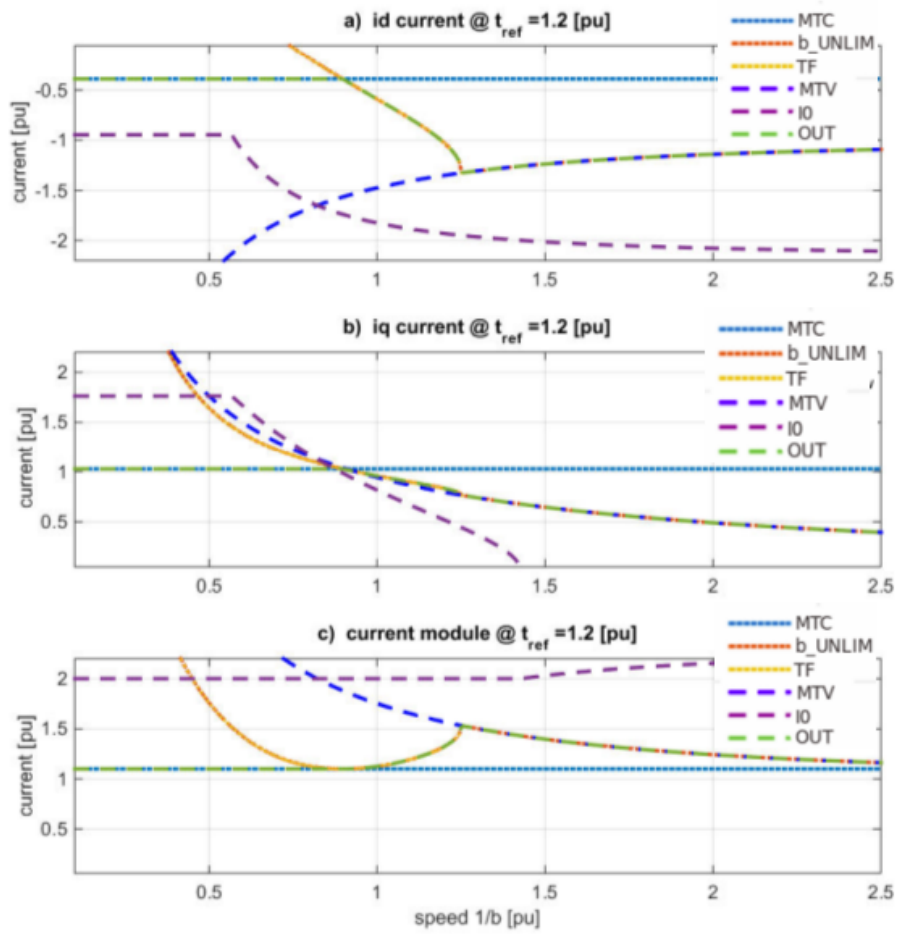 a) id current @ t_ref =1.2 [pu]
MTC
b_UNLIM
TF
MTV
I0
OUT
current [pu]
-0.5
-1
-1.5
-2
0.5 1 1.5 2 2.5
b) iq current @ t_ref =1.2 [pu]
MTC
b_UNLIM
TF
MTV
I0
OUT
current [pu]
2
1.5
1
0.5
0.5 1 1.5 2 2.5
c) current module @ t_ref =1.2 [pu]
MTC
b_UNLIM
TF
MTV
I0
OUT
current [pu]
2
1.5
1
0.5
0.5 1 1.5 2 2.5
speed 1/b [pu]